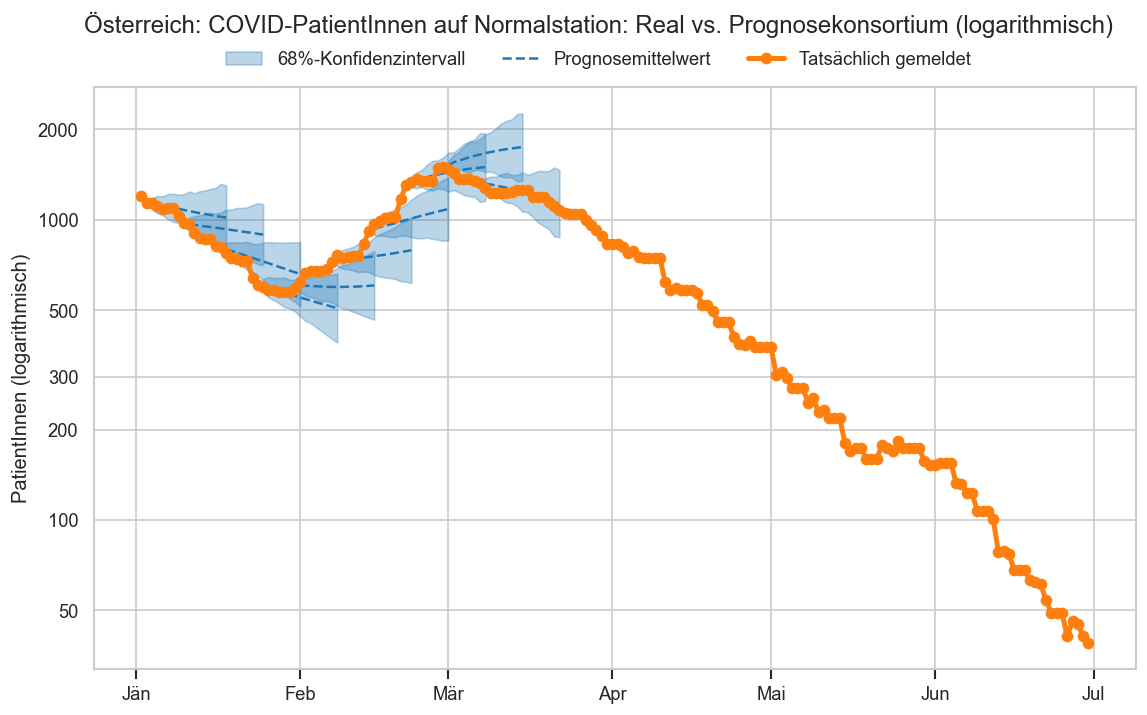 Österreich: COVID-PatientInnen auf Normalstation: Real vs. Prognosekonsortium (logarithmisch)
68%-Konfidenzintervall Prognosemittelwert Tatsächlich gemeldet
PatientInnen (logarithmisch)
2000
1000
500
300
200
100
50
Jän Feb Mär Apr Mai Jun Jul